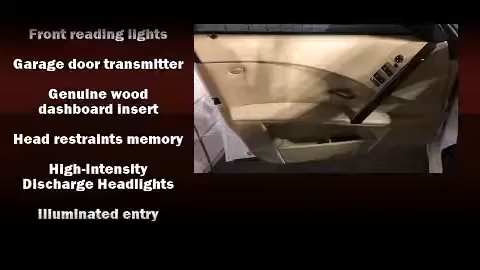 Front reading lights
Garage door transmitter
Genuine wood
dashboard insert
Head restraints memory
High-Intensity
Discharge Headlights
Illuminated entry